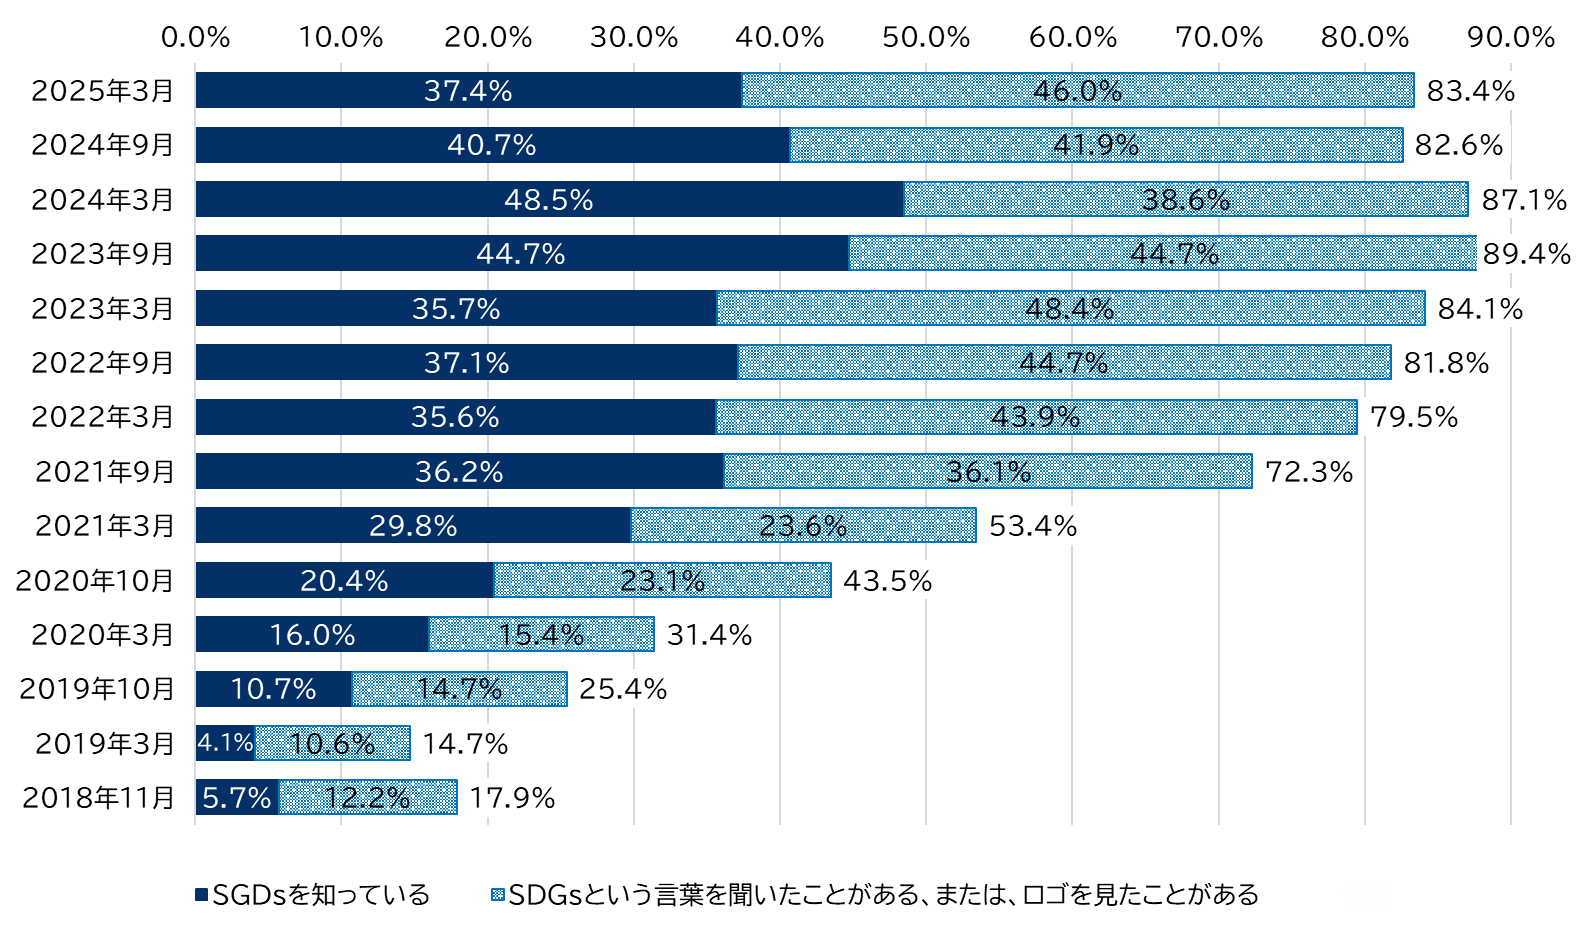 0.0% 10.0% 20.0% 30.0% 40.0% 50.0% 60.0% 70.0% 80.0% 90.0%
2025年3月 37.4% 46.0% 83.4%
2024年9月 40.7% 41.9% 82.6%
2024年3月 48.5% 38.6% 87.1%
2023年9月 44.7% 44.7% 89.4%
2023年3月 35.7% 48.4% 84.1%
2022年9月 37.1% 44.7% 81.8%
2022年3月 35.6% 43.9% 79.5%
2021年9月 36.2% 36.1% 72.3%
2021年3月 29.8% 23.6% 53.4%
2020年10月 20.4% 23.1% 43.5%
2020年3月 16.0% 15.4% 31.4%
2019年10月 10.7% 14.7% 25.4%
2019年3月 4.1% 10.6% 14.7%
2018年11月 5.7% 12.2% 17.9%
SGDsを知っている SDGsという言葉を聞いたことがある、または、ロゴを見たことがある